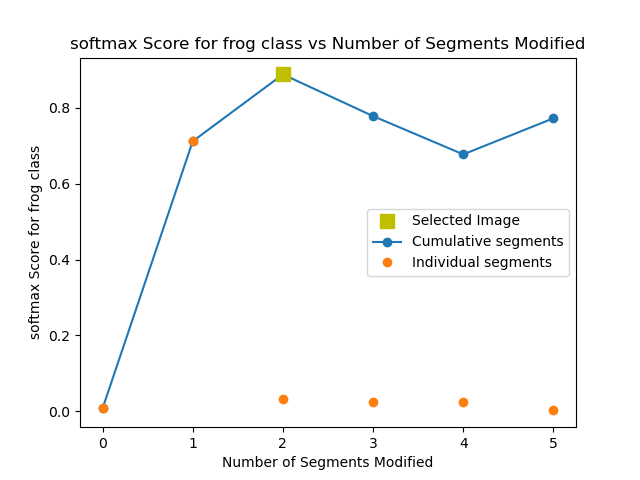 softmax Score for frog class vs Number of Segments Modified
softmax Score for frog class
0.8
0.6
0.4
0.2
0.0
Selected Image
Cumulative segments
Individual segments
0 1 2 3 4 5
Number of Segments Modified